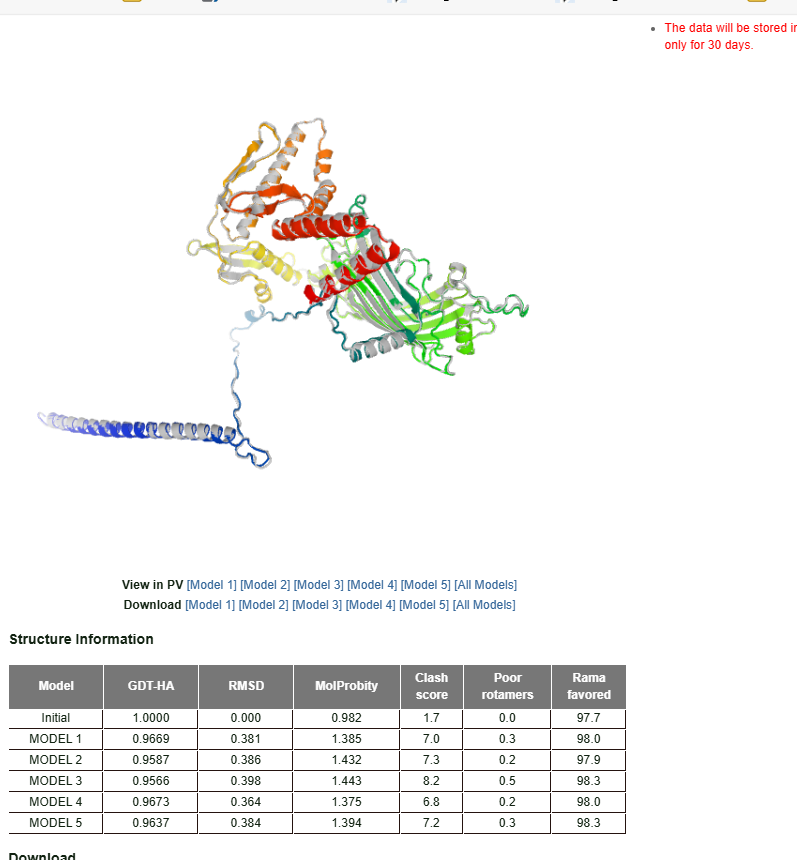 The data will be stored
only for 30 days.
View in PV [Model 1] [Model 2] [Model 3] [Model 4] [Model 5] [All Models]
Download [Model 1] [Model 2] [Model 3] [Model 4] [Model 5] [All Models]
Structure Information
Model GDT-HA RMSD MolProbity Clash score Poor rotamers Rama favored
Initial 1.0000 0.000 0.982 1.7 0.0 97.7
MODEL 1 0.9669 0.381 1.385 7.0 0.3 98.0
MODEL 2 0.9587 0.386 1.432 7.3 0.2 97.9
MODEL 3 0.9566 0.398 1.443 8.2 0.5 98.3
MODEL 4 0.9673 0.364 1.375 6.8 0.2 98.0
MODEL 5 0.9637 0.384 1.394 7.2 0.3 98.3
Download